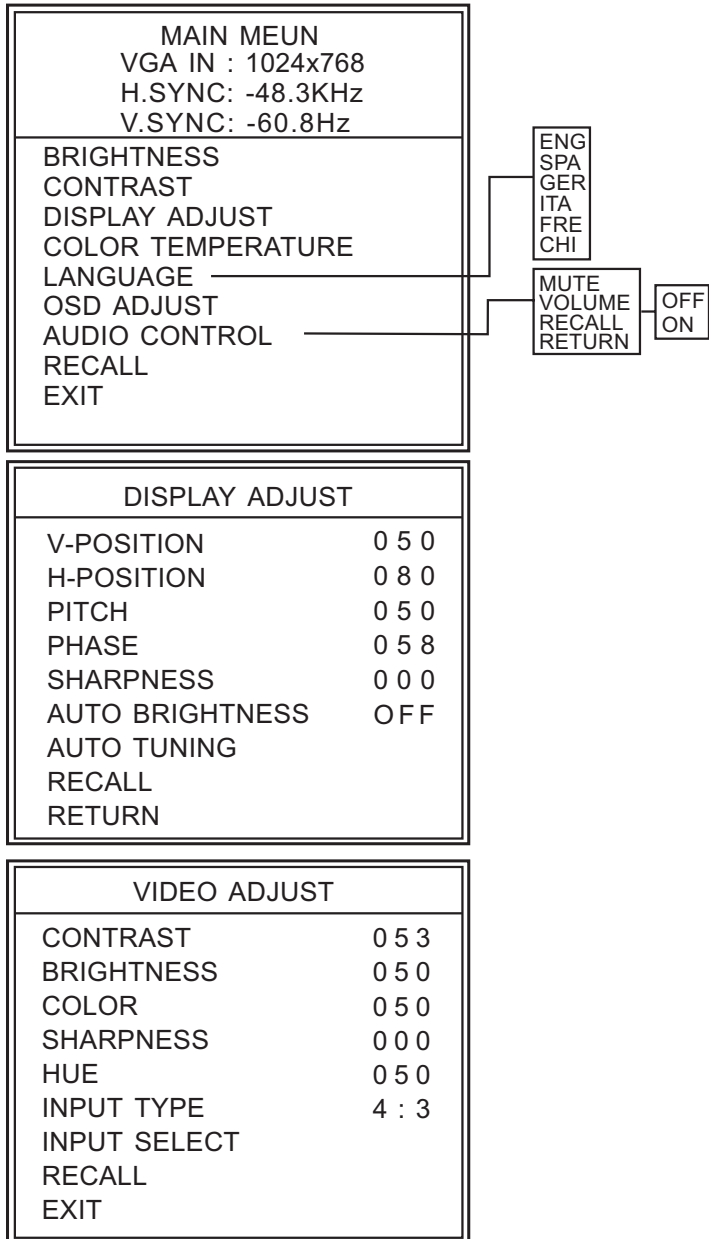 MAIN MEUN
VGA IN : 1024x768
H.SYNC: -48.3KHz
V.SYNC: -60.8Hz
BRIGHTNESS
CONTRAST
DISPLAY ADJUST
COLOR TEMPERATURE
LANGUAGE
OSD ADJUST
AUDIO CONTROL
RECALL
EXIT
ENG
SPA
GER
ITA
FRE
CHI
MUTE
VOLUME
RECALL
RETURN
OFF
ON
DISPLAY ADJUST
V-POSITION 050
H-POSITION 080
PITCH 050
PHASE 058
SHARPNESS 000
AUTO BRIGHTNESS OFF
AUTO TUNING
RECALL
RETURN
VIDEO ADJUST
CONTRAST 053
BRIGHTNESS 050
COLOR 050
SHARPNESS 000
HUE 050
INPUT TYPE 4 : 3
INPUT SELECT
RECALL
EXIT